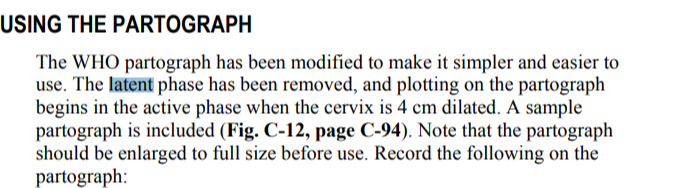 USING THE PARTOGRAPH
The WHO partograph has been modified to make it simpler and easier to
use. The latent phase has been removed, and plotting on the partograph
begins in the active phase when the cervix is 4 cm dilated. A sample
partograph is included (Fig. C-12, page C-94). Note that the partograph
should be enlarged to full size before use. Record the following on the
partograph: